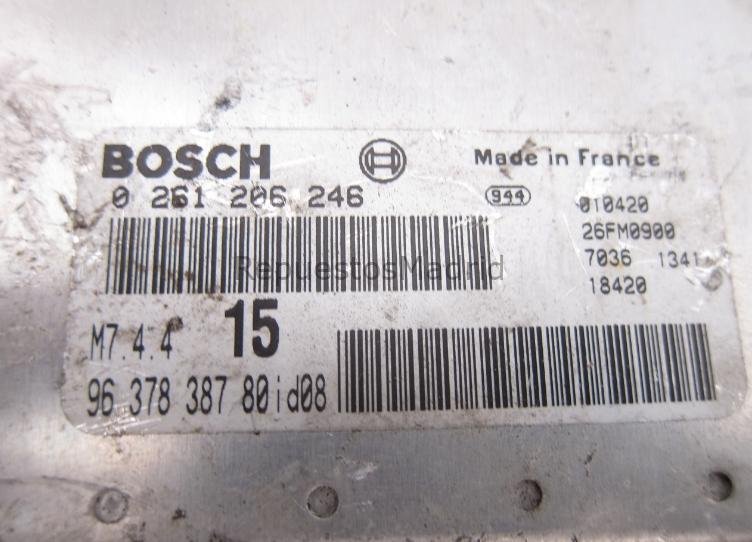 BOSCH
Made in France
0 261 206 246
944
010420
26FM0900
7036 1341
18420
RepuestosMadrid
M7.4.4 15
96 378 387 80id08